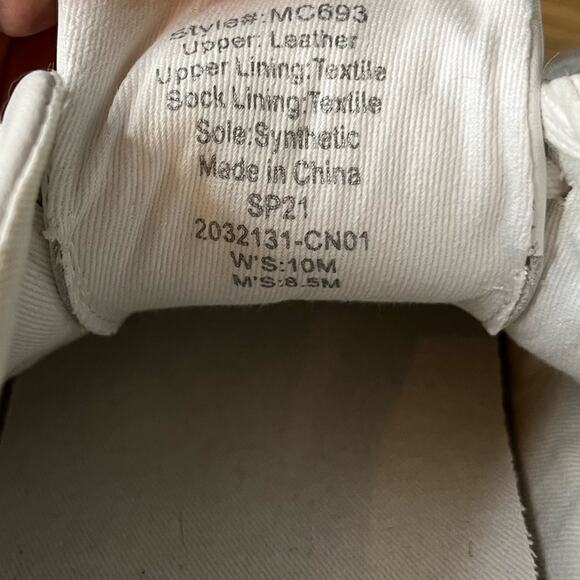 Style#:MC693
Upper: Leather
Upper Lining:Textile
Sock Lining:Textile
Sole:Synthetic
Made in China
SP21
2032131-CN01
W'S:10M
M'S:8.5M